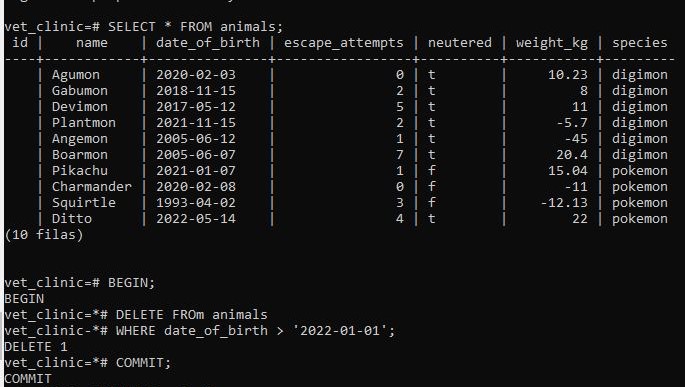 vet_clinic=# SELECT * FROM animals;
 id |    name    | date_of_birth | escape_attempts | neutered | weight_kg | species
----+------------+---------------+-----------------+----------+-----------+---------
    | Agumon     | 2020-02-03    |               0 | t        |     10.23 | digimon
    | Gabumon    | 2018-11-15    |               2 | t        |         8 | digimon
    | Devimon    | 2017-05-12    |               5 | t        |        11 | digimon
    | Plantmon   | 2021-11-15    |               2 | t        |      -5.7 | digimon
    | Angemon    | 2005-06-12    |               1 | t        |       -45 | digimon
    | Boarmon    | 2005-06-07    |               7 | t        |      20.4 | digimon
    | Pikachu    | 2021-01-07    |               1 | f        |     15.04 | pokemon
    | Charmander | 2020-02-08    |               0 | f        |       -11 | pokemon
    | Squirtle   | 1993-04-02    |               3 | f        |    -12.13 | pokemon
    | Ditto      | 2022-05-14    |               4 | t        |        22 | pokemon
(10 filas)
vet_clinic=# BEGIN;
BEGIN
vet_clinic=*# DELETE FROm animals
vet_clinic-*# WHERE date_of_birth > '2022-01-01';
DELETE 1
vet_clinic=*# COMMIT;
COMMIT